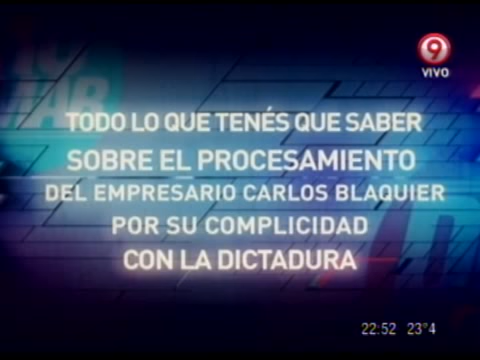 9
VIVO
TODO LO QUE TENÉS QUE SABER
SOBRE EL PROCESAMIENTO
DEL EMPRESARIO CARLOS BLAQUIER
POR SU COMPLICIDAD
CON LA DICTADURA
22:52 23°4